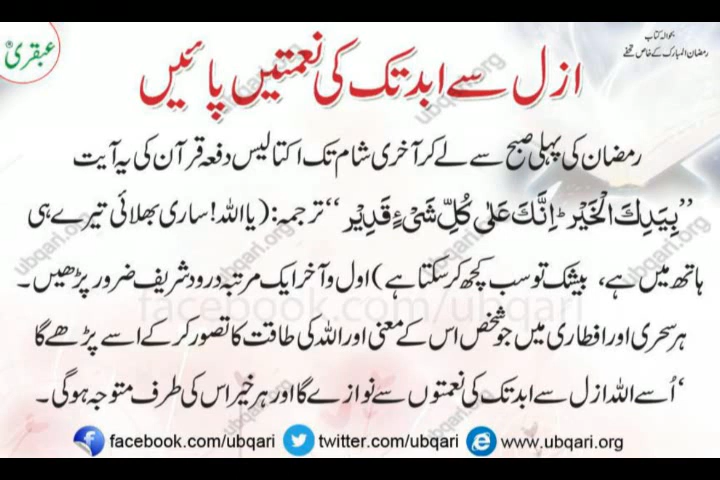 بحوالہ کتاب
رمضان المبارک کے خاص تحفے
عبقری
ازل سے ابد تک کی نعمتیں پائیں
رمضان کی پہلی صبح سے لے کر آخری شام تک اکتالیس دفعہ قرآن کی یہ آیت
”بِيَدِكَ الْخَيْرُ ؕ اِنَّكَ عَلٰى كُلِّ شَىْءٍ قَدِيْر“ ترجمہ: (یا اللہ! ساری بھلائی تیرے ہی
ہاتھ میں ہے، بیشک تو سب کچھ کر سکتا ہے) اول و آخر ایک مرتبہ درود شریف ضرور پڑھیں۔
ہر سحری اور افطاری میں جو شخص اس کے معنی اور اللہ کی طاقت کا تصور کر کے اسے پڑھے گا
‘اُسے اللہ ازل سے ابد تک کی نعمتوں سے نوازے گا اور ہر خیر اس کی طرف متوجہ ہوگی۔
facebook.com/ubqari twitter.com/ubqari www.ubqari.org